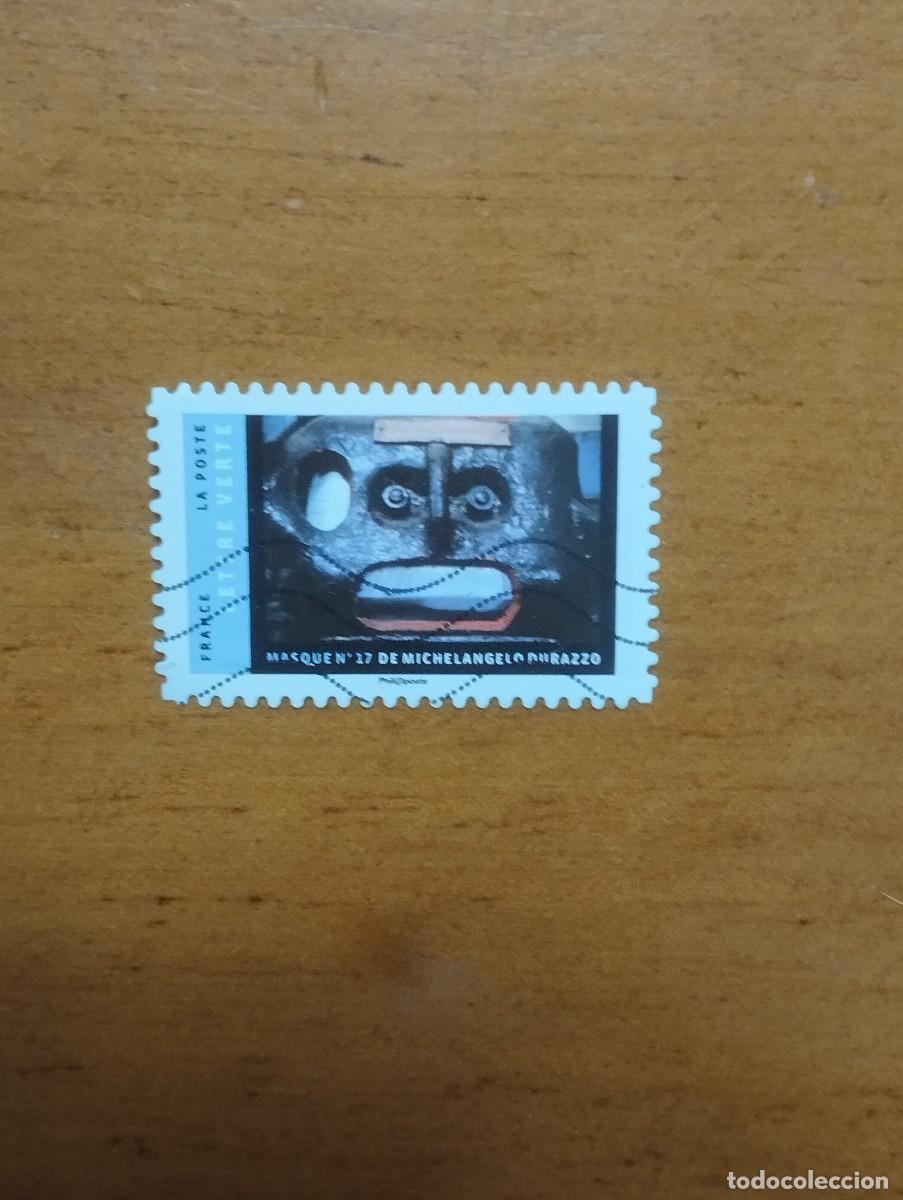 LA POSTE
FRANCE
LETTRE VERTE
MASQUE N° 17 DE MICHELANGELO DURAZZO
Phil@poste
todocoleccion